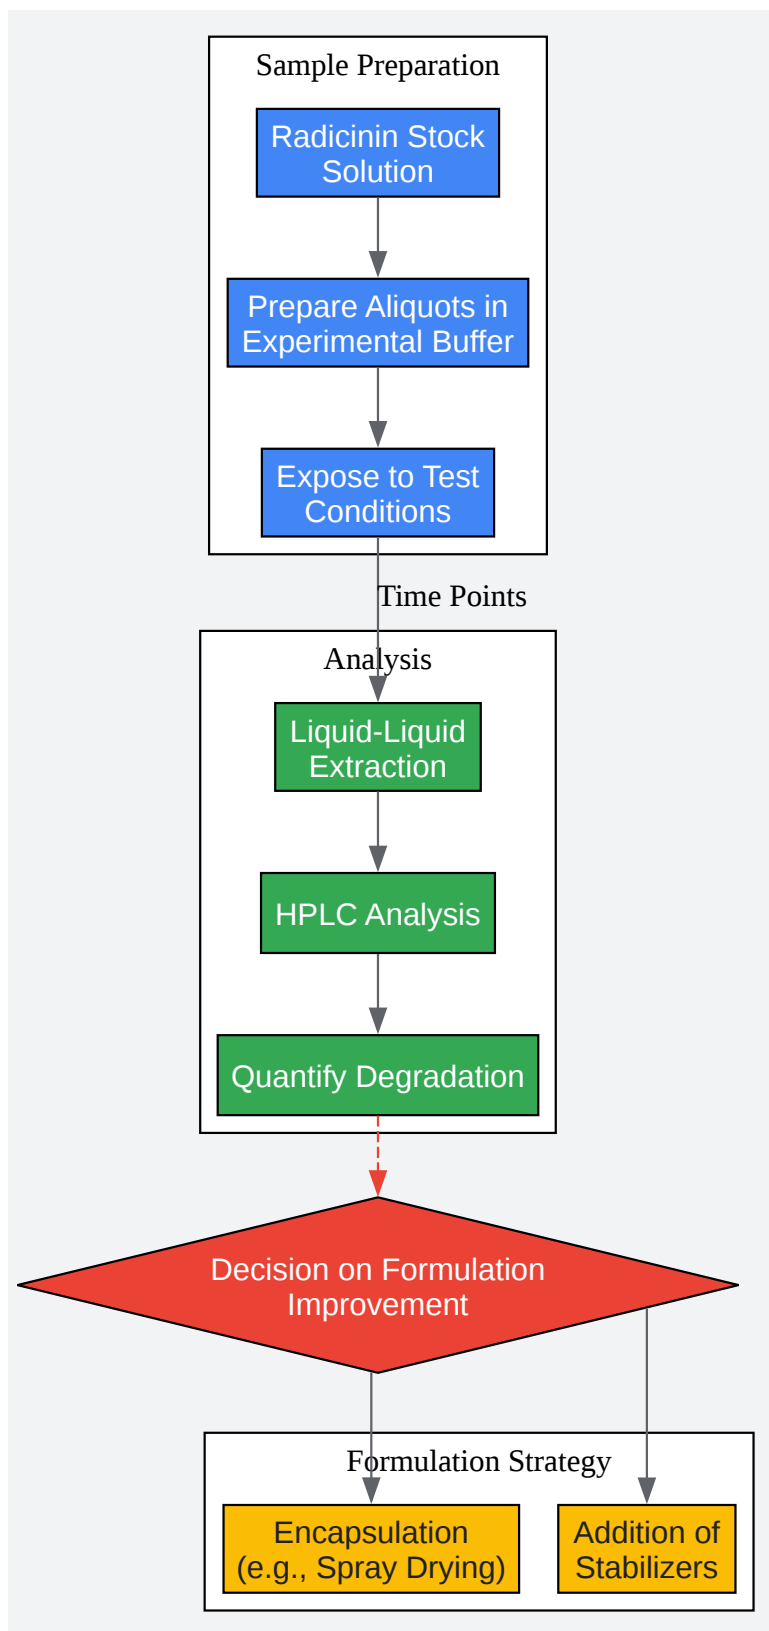 Sample Preparation
Radicinin Stock
Solution
Prepare Aliquots in
Experimental Buffer
Expose to Test
Conditions
Time Points
Analysis
Liquid-Liquid
Extraction
HPLC Analysis
Quantify Degradation
Decision on Formulation
Improvement
Formulation Strategy
Encapsulation
(e.g., Spray Drying)
Addition of
Stabilizers